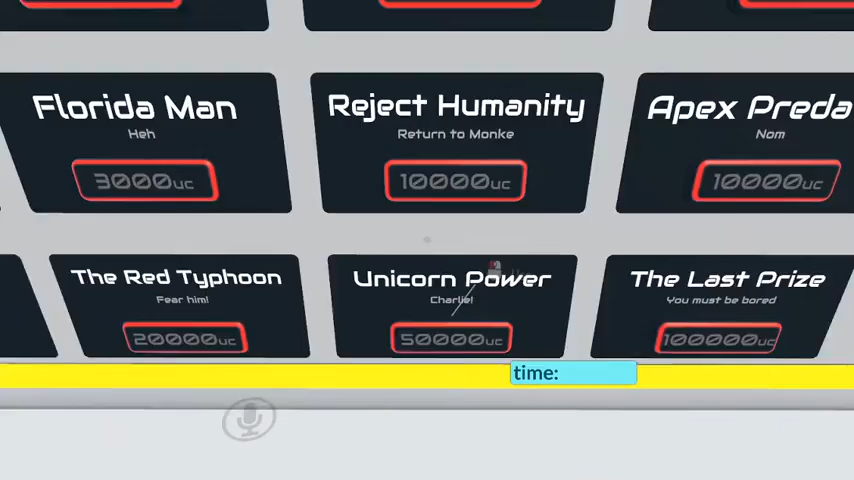 Florida Man
Heh
3000uc
Reject Humanity
Return to Monke
10000uc
Apex Preda
Nom
10000uc
The Red Typhoon
Fear him!
20000uc
Unicorn Power
Charlie!
50000uc
The Last Prize
You must be bored
100000uc
time: